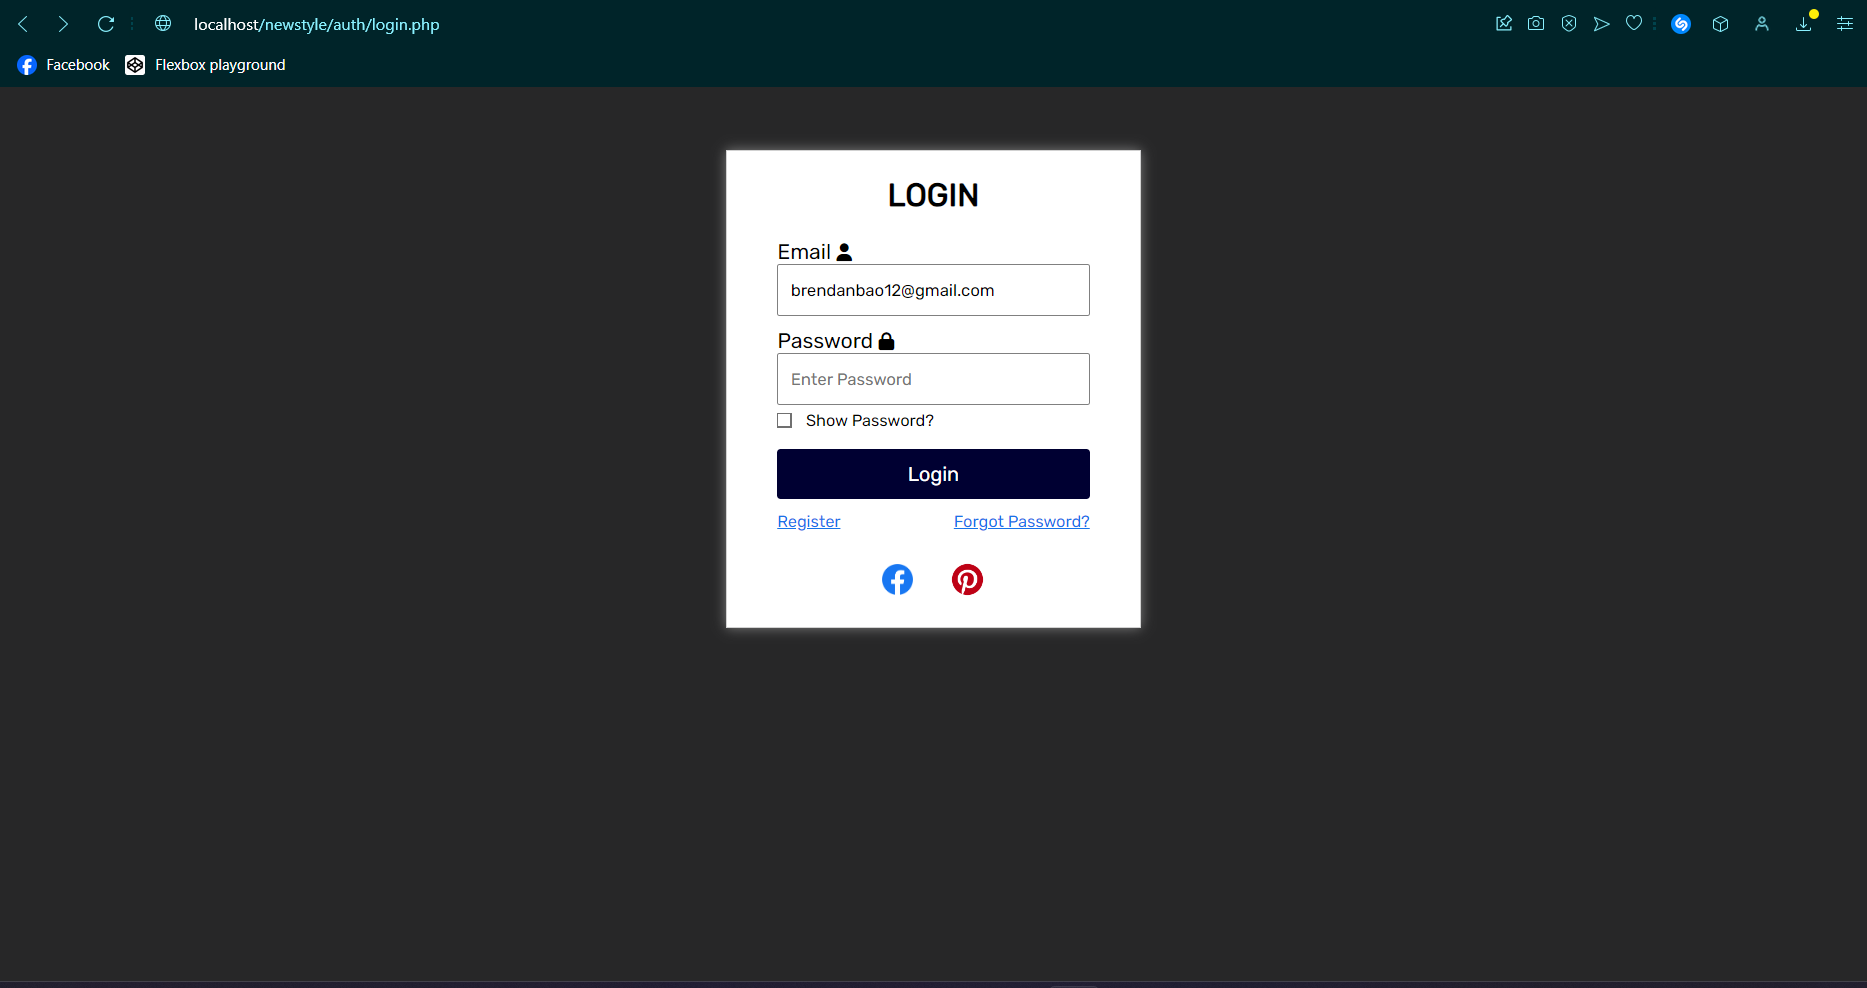 localhost/newstyle/auth/login.php
Facebook Flexbox playground
LOGIN
Email
brendanbao12@gmail.com
Password
Enter Password
Show Password?
Login
Register Forgot Password?